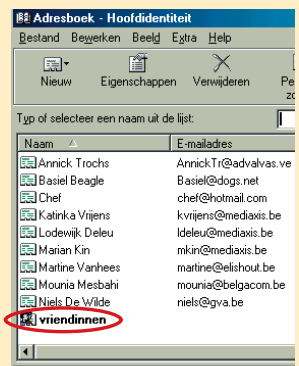 Adresboek - Hoofdidentiteit
Bestand Bewerken Beeld Extra Help
Nieuw Eigenschappen Verwijderen
Typ of selecteer een naam uit de lijst:
Naam E-mailadres
Annick Trochs AnnickTr@advalvas.ve
Basiel Beagle Basiel@dogs.net
Chef chef@hotmail.com
Katinka Vrijens kvrijens@mediaxis.be
Lodewijk Deleu ldeleu@mediaxis.be
Marian Kin mkin@mediaxis.be
Martine Vanhees martine@elishout.be
Mounia Mesbahi mounia@belgacom.be
Niels De Wilde niels@gva.be
vriendinnen